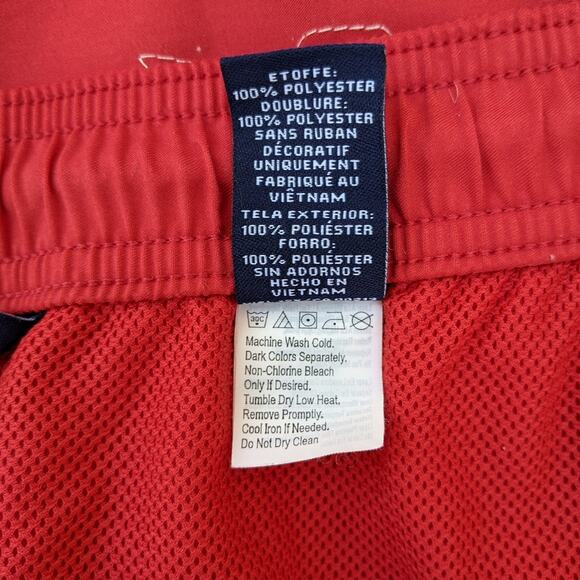 ETOFFE:
100% POLYESTER
DOUBLURE:
100% POLYESTER
SANS RUBAN
DÉCORATIF
UNIQUEMENT
FABRIQUÉ AU
VIÊTNAM
TELA EXTERIOR:
100% POLIÉSTER
FORRO:
100% POLIÉSTER
SIN ADORNOS
HECHO EN
VIETNAM
30C
Machine Wash Cold.
Dark Colors Separately.
Non-Chlorine Bleach
Only If Desired.
Tumble Dry Low Heat.
Remove Promptly.
Cool Iron If Needed.
Do Not Dry Clean